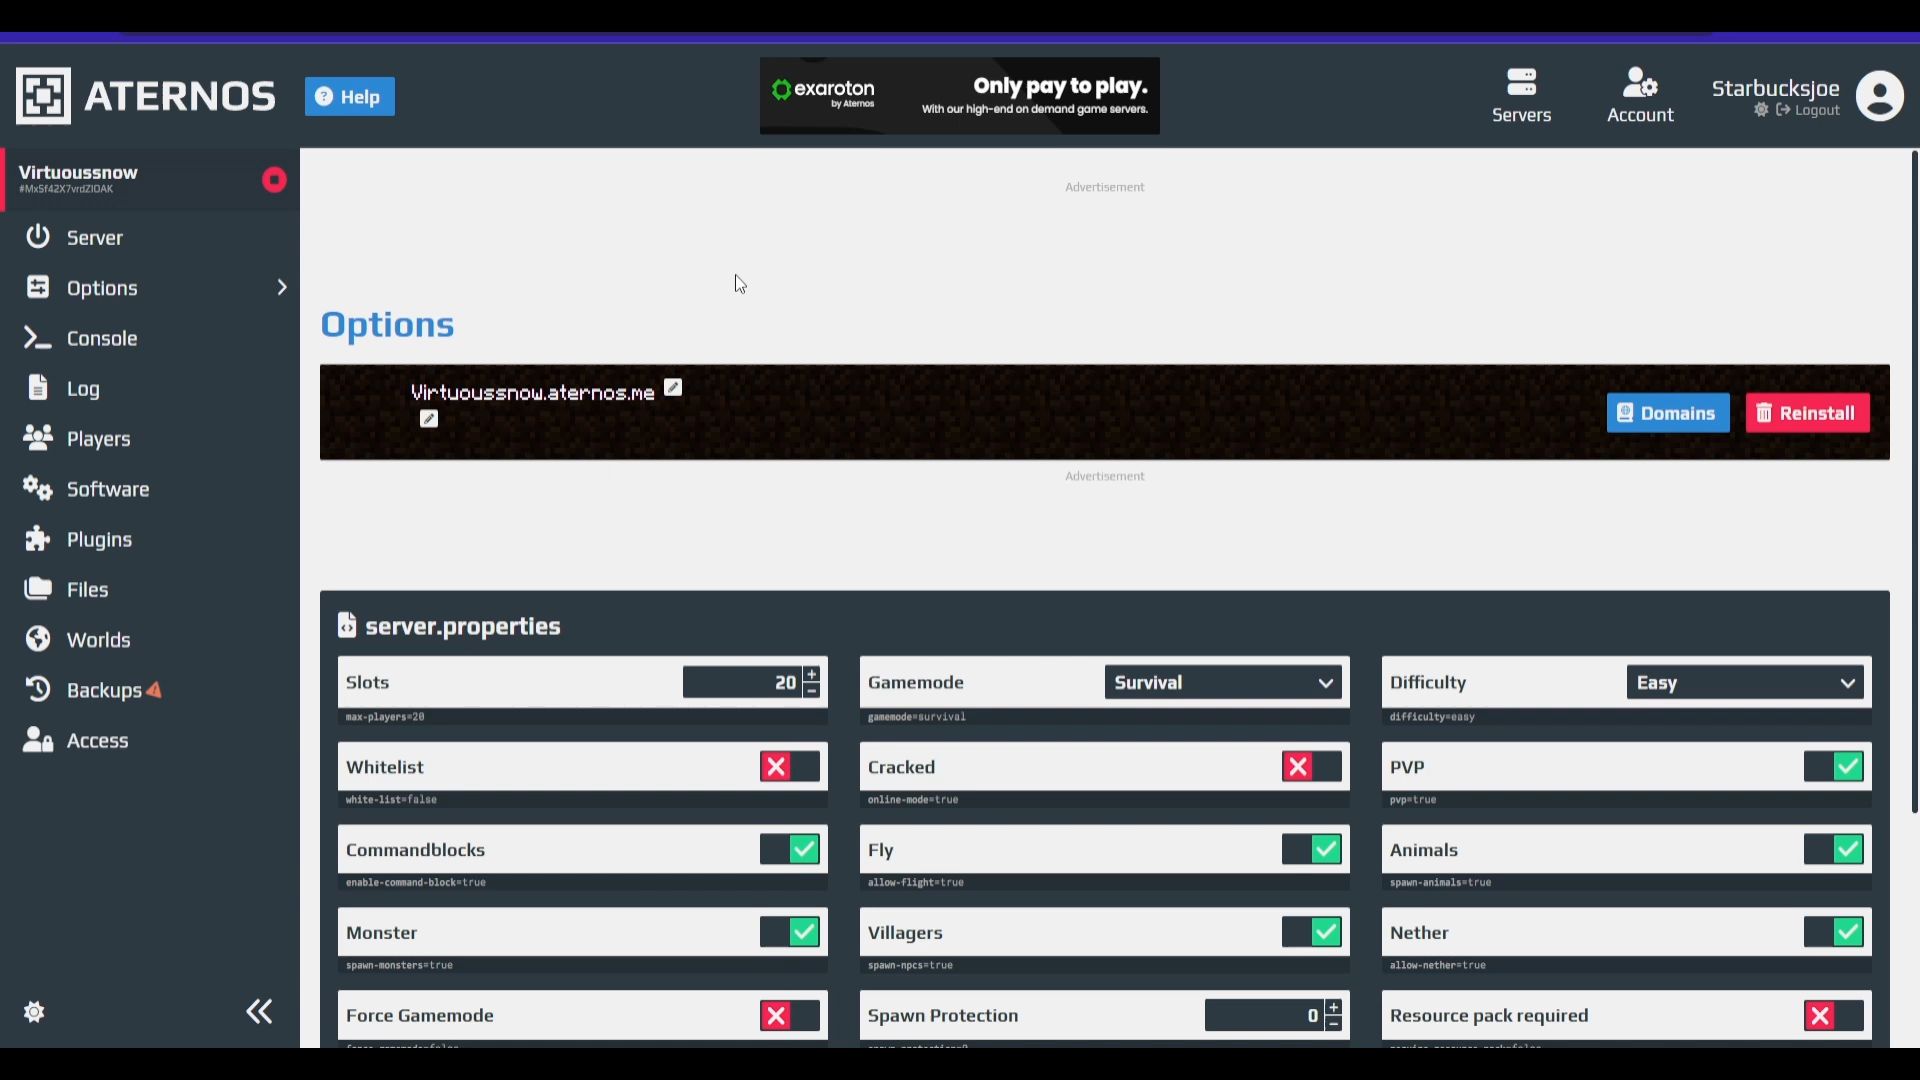 ATERNOS
Help
exaroton
by Aternos
Only pay to play.
With our high-end on demand game servers.
Servers
Account
Starbucksjoe
Logout
Virtuoussnow
#MxSf42X7vrdZIOAK
Server
Options
Console
Log
Players
Software
Plugins
Files
Worlds
Backups
Access
Advertisement
Options
Virtuoussnow.aternos.me
Domains
Reinstall
Advertisement
server.properties
Slots
20
Gamemode
Survival
Difficulty
Easy
max-players=20
gamemode=survival
difficulty=easy
Whitelist
Cracked
PVP
white-list=false
online-mode=true
pvp=true
Commandblocks
Fly
Animals
enable-command-block=true
allow-flight=true
spawn-animals=true
Monster
Villagers
Nether
spawn-monsters=true
spawn-npcs=true
allow-nether=true
Force Gamemode
Spawn Protection
0
Resource pack required